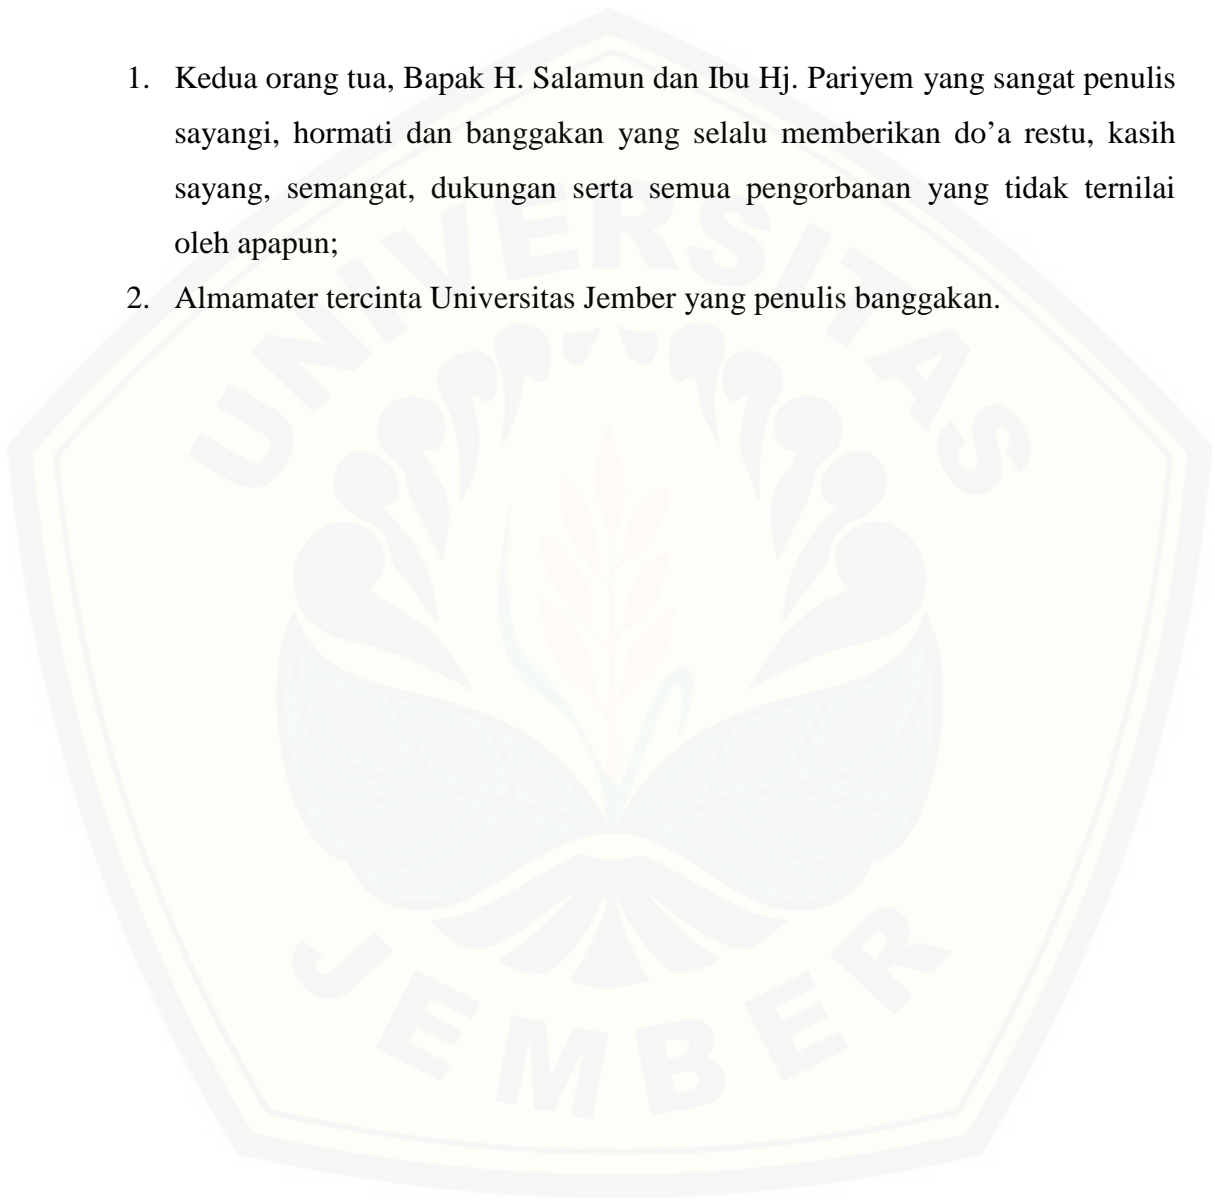 1. Kedua orang tua, Bapak H. Salamun dan Ibu Hj. Pariyem yang sangat penulis
sayangi, hormati dan banggakan yang selalu memberikan do’a restu, kasih
sayang, semangat, dukungan serta semua pengorbanan yang tidak ternilai
oleh apapun;
2. Almamater tercinta Universitas Jember yang penulis banggakan.
UNIVERSITAS
JEMBER